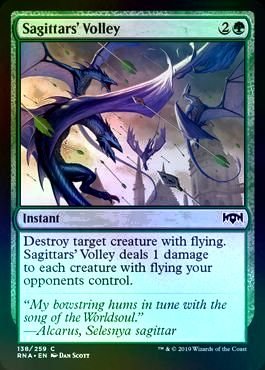 Sagittars' Volley 2
Instant
Destroy target creature with flying.
Sagittars' Volley deals 1 damage
to each creature with flying your
opponents control.
“My bowstring hums in tune with the
song of the Worldsoul.”
—Alcarus, Selesnya sagittar
138/259 C
RNA • EN DAN SCOTT
™ & © 2019 Wizards of the Coast